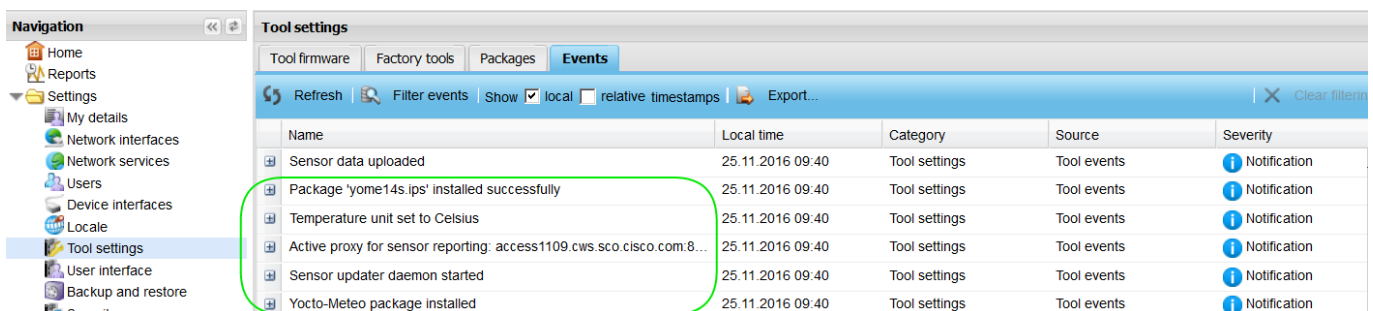 Navigation
Tool settings
Home
Reports
Settings
My details
Network interfaces
Network services
Users
Device interfaces
Locale
Tool settings
User interface
Backup and restore
Tool firmware Factory tools Packages Events
Refresh Filter events Show local relative timestamps Export... Clear filterin
Name Local time Category Source Severity
Sensor data uploaded 25.11.2016 09:40 Tool settings Tool events Notification
Package 'yome14s.ips' installed successfully 25.11.2016 09:40 Tool settings Tool events Notification
Temperature unit set to Celsius 25.11.2016 09:40 Tool settings Tool events Notification
Active proxy for sensor reporting: access1109.cws.sco.cisco.com:8... 25.11.2016 09:40 Tool settings Tool events Notification
Sensor updater daemon started 25.11.2016 09:40 Tool settings Tool events Notification
Yocto-Meteo package installed 25.11.2016 09:40 Tool settings Tool events Notification